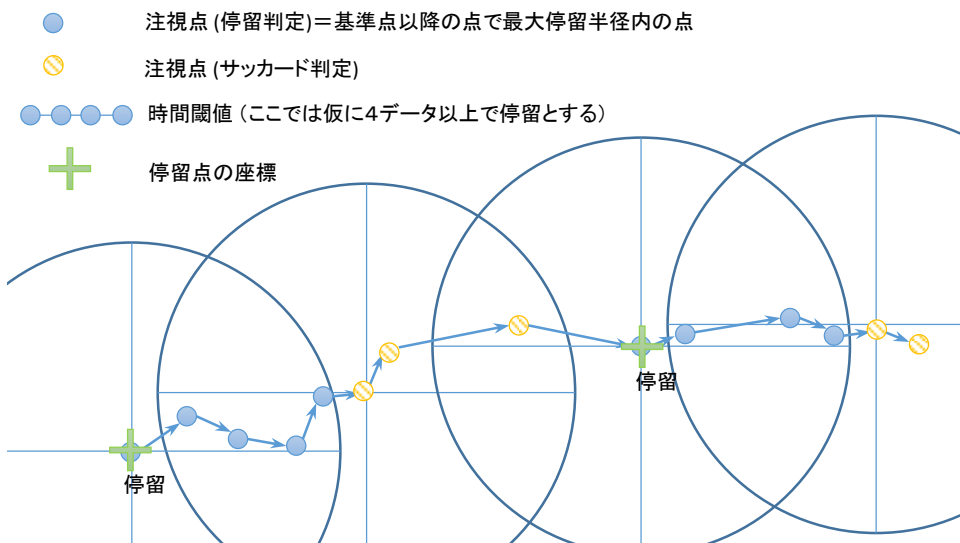 注視点 (停留判定)＝基準点以降の点で最大停留半径内の点
注視点 (サッカード判定)
時間閾値 （ここでは仮に４データ以上で停留とする）
停留点の座標
停留
停留